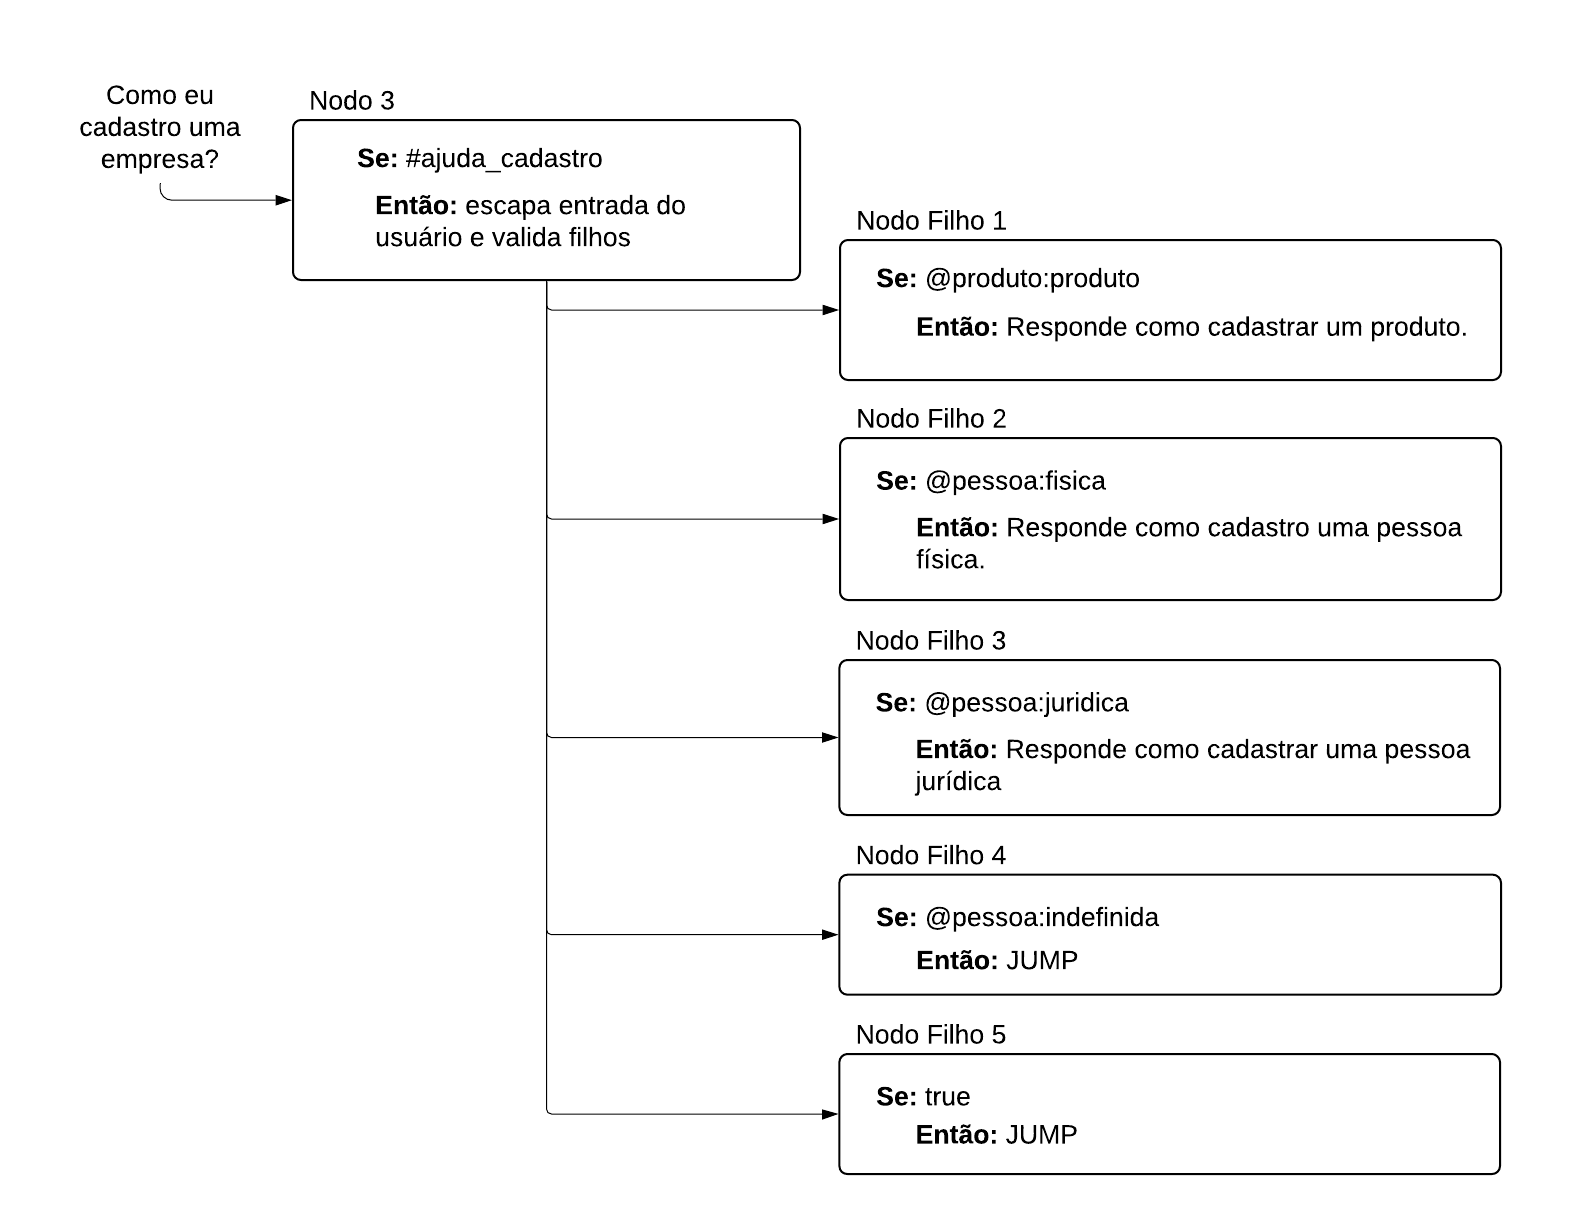 Como eu
cadastro uma
empresa?
Nodo 3
Se: #ajuda_cadastro
Então: escapa entrada do
usuário e valida filhos
Nodo Filho 1
Se: @produto:produto
Então: Responde como cadastrar um produto.
Nodo Filho 2
Se: @pessoa:fisica
Então: Responde como cadastro uma pessoa
física.
Nodo Filho 3
Se: @pessoa:juridica
Então: Responde como cadastrar uma pessoa
jurídica
Nodo Filho 4
Se: @pessoa:indefinida
Então: JUMP
Nodo Filho 5
Se: true
Então: JUMP